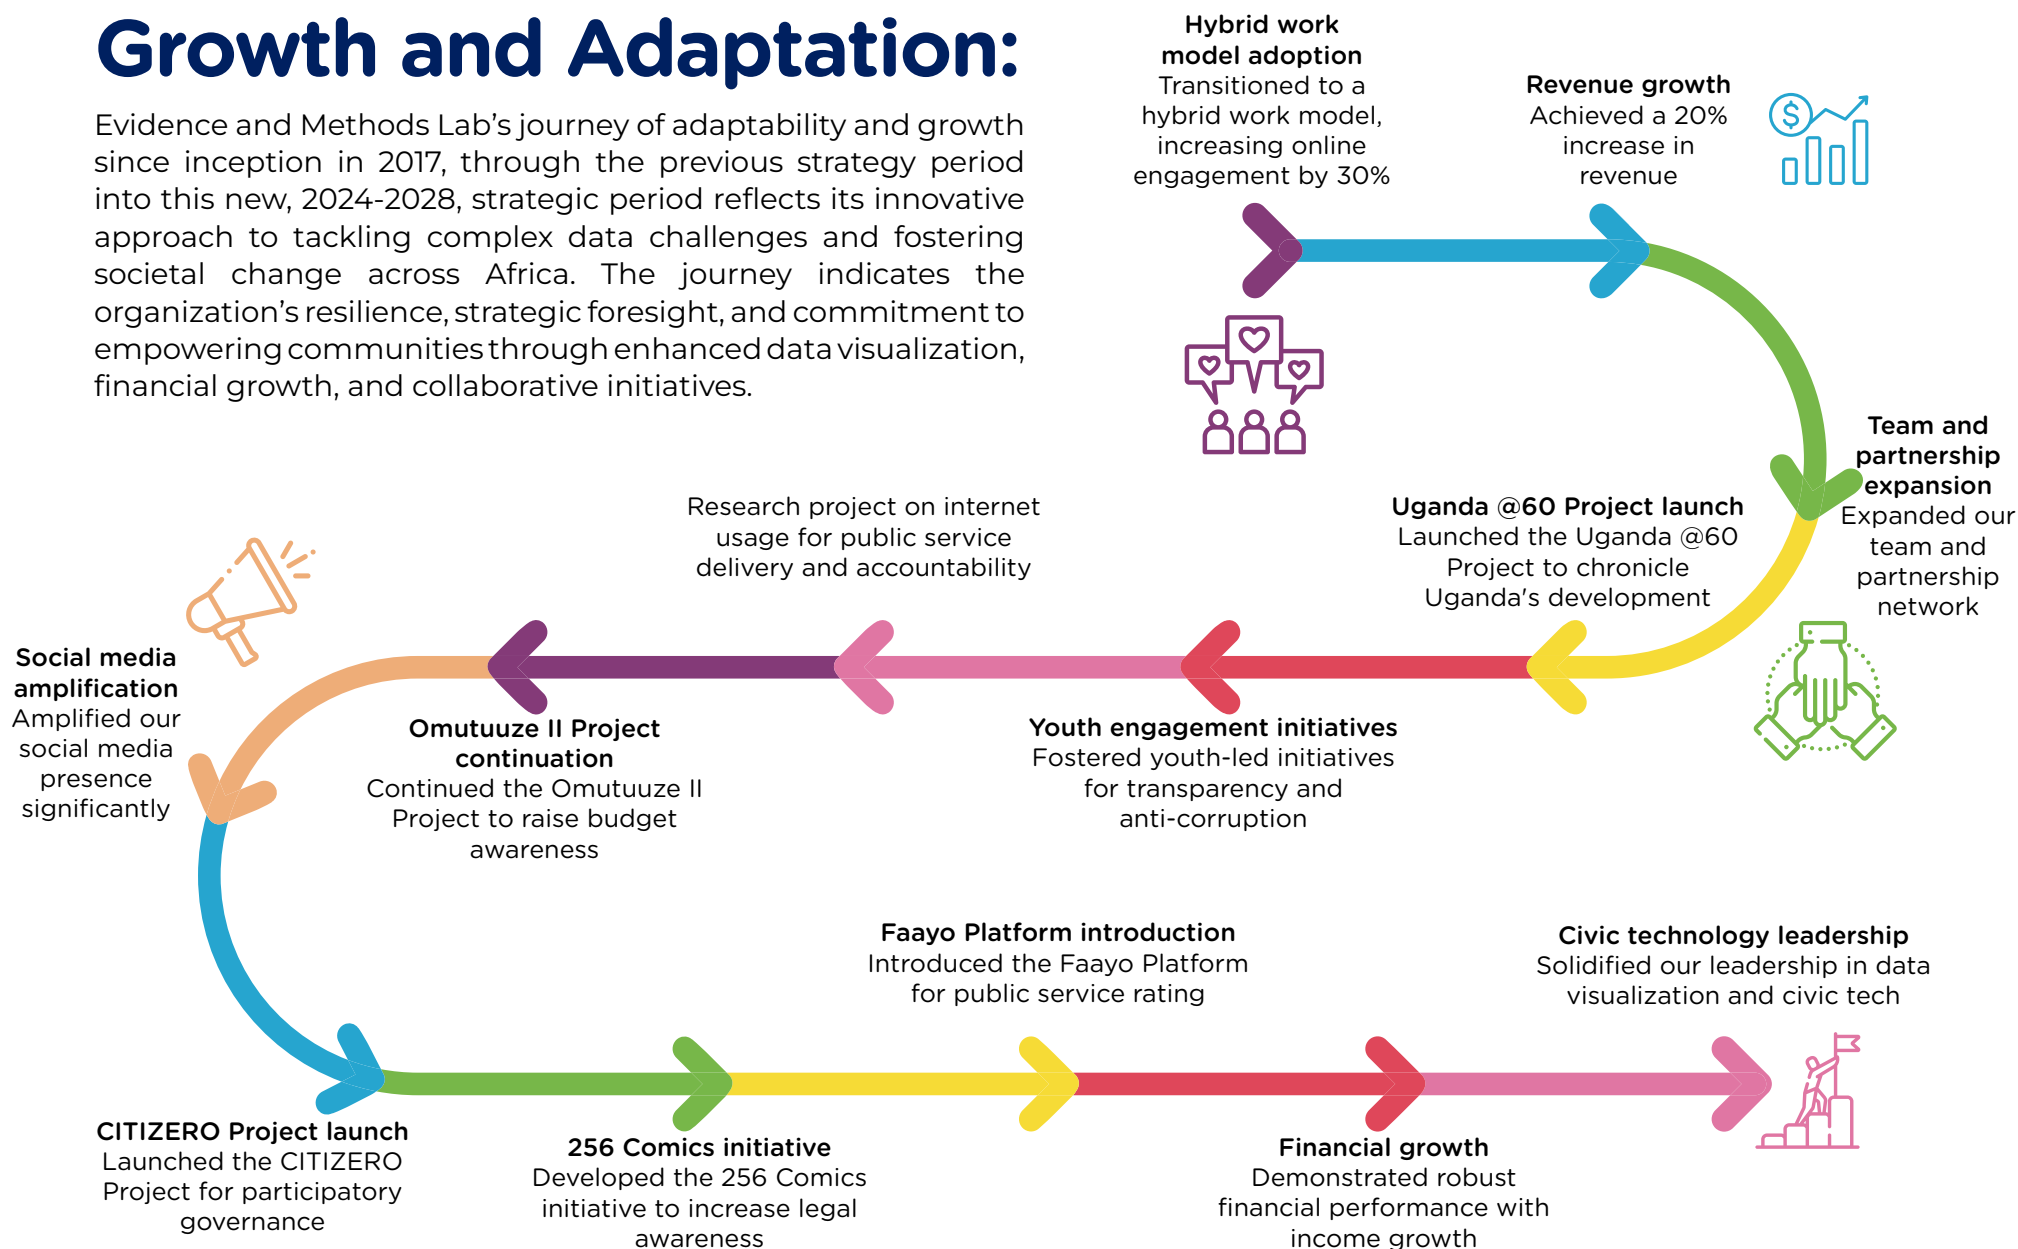 Growth and Adaptation:
Evidence and Methods Lab's journey of adaptability and growth
since inception in 2017, through the previous strategy period
into this new, 2024-2028, strategic period reflects its innovative
approach to tackling complex data challenges and fostering
societal change across Africa. The journey indicates the
organization's resilience, strategic foresight, and commitment to
empowering communities through enhanced data visualization,
financial growth, and collaborative initiatives.
Hybrid work
model adoption
Transitioned to a
hybrid work model,
increasing online
engagement by 30%
Revenue growth
Achieved a 20%
increase in
revenue
$
Team and
partnership
expansion
Expanded our
team and
partnership
network
Uganda @60 Project launch
Launched the Uganda @60
Project to chronicle
Uganda's development
Youth engagement initiatives
Fostered youth-led initiatives
for transparency and
anti-corruption
Research project on internet
usage for public service
delivery and accountability
Omutuuze II Project
continuation
Continued the Omutuuze II
Project to raise budget
awareness
Social media
amplification
Amplified our
social media
presence
significantly
CITIZERO Project launch
Launched the CITIZERO
Project for participatory
governance
256 Comics initiative
Developed the 256 Comics
initiative to increase legal
awareness
Faayo Platform introduction
Introduced the Faayo Platform
for public service rating
Financial growth
Demonstrated robust
financial performance with
income growth
Civic technology leadership
Solidified our leadership in data
visualization and civic tech